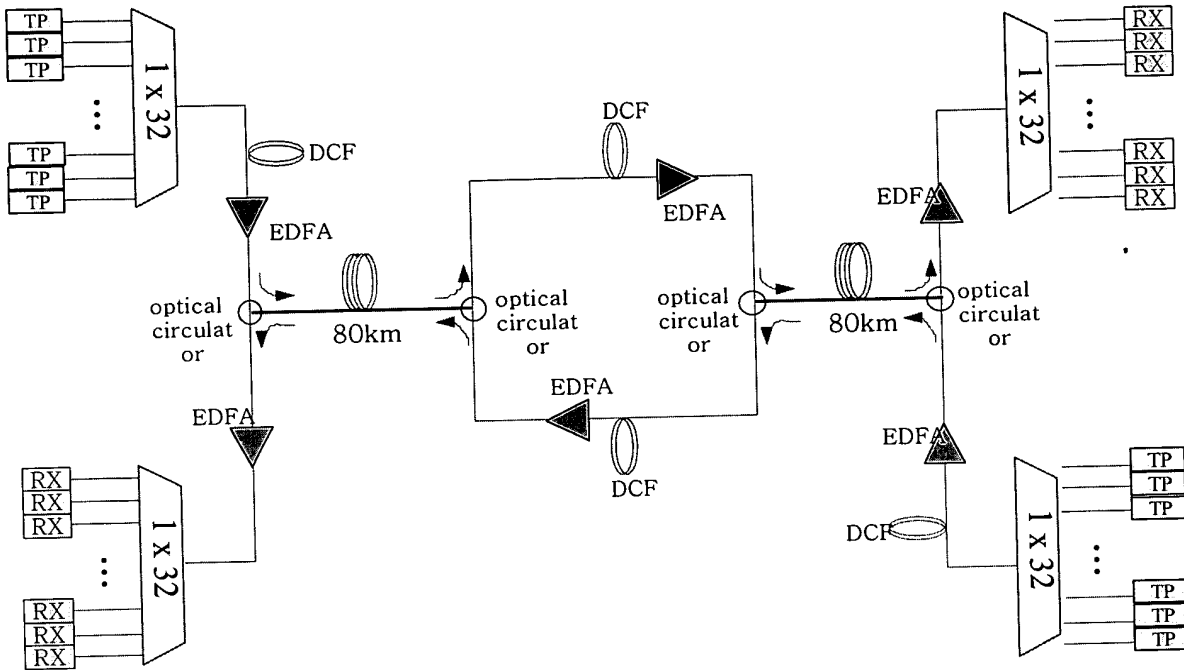 TP
TP
TP
...
TP
TP
TP
1 x 32
DCF
EDFA
optical
circulat
or
80km
EDFA
RX
RX
RX
...
RX
RX
RX
1 x 32
DCF
EDFA
optical
circulat
or
EDFA
DCF
optical
circulat
or
80km
1 x 32
RX
RX
RX
...
RX
RX
RX
EDFA
optical
circulat
or
EDFA
DCF
1 x 32
TP
TP
TP
...
TP
TP
TP